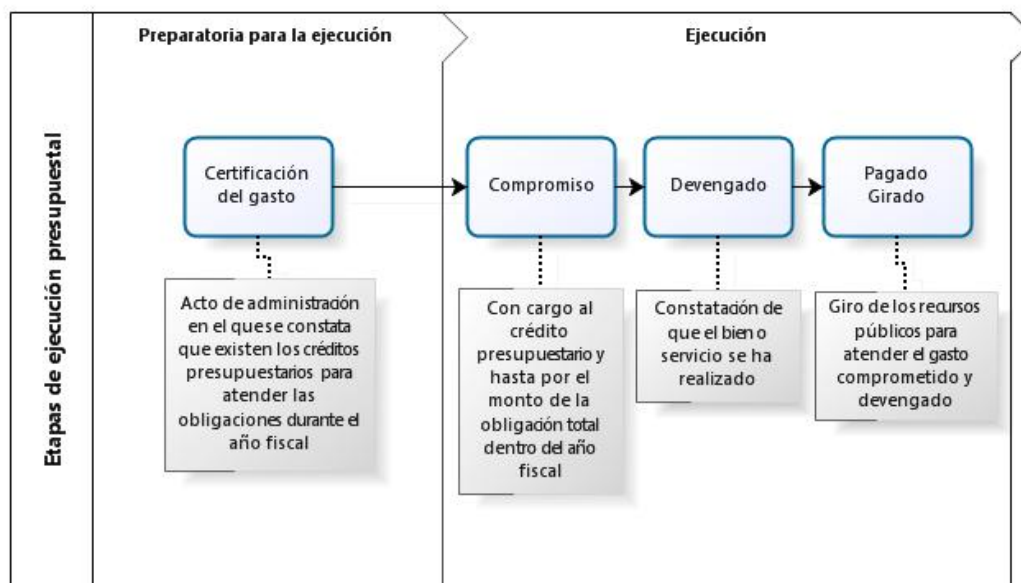 Preparatoria para la ejecución
Ejecución
Etapas de ejecución presupuestal
Certificación
del gasto
Compromiso
Devengado
Pagado
Girado
Acto de administración
en el que se constata
que existen los créditos
presupuestarios para
atender las
obligaciones durante el
año fiscal
Con cargo al
crédito
presupuestario y
hasta por el
monto de la
obligación total
dentro del año
fiscal
Constatación de
que el bien o
servicio se ha
realizado
Giro de los recursos
públicos para
atender el gasto
comprometido y
devengado